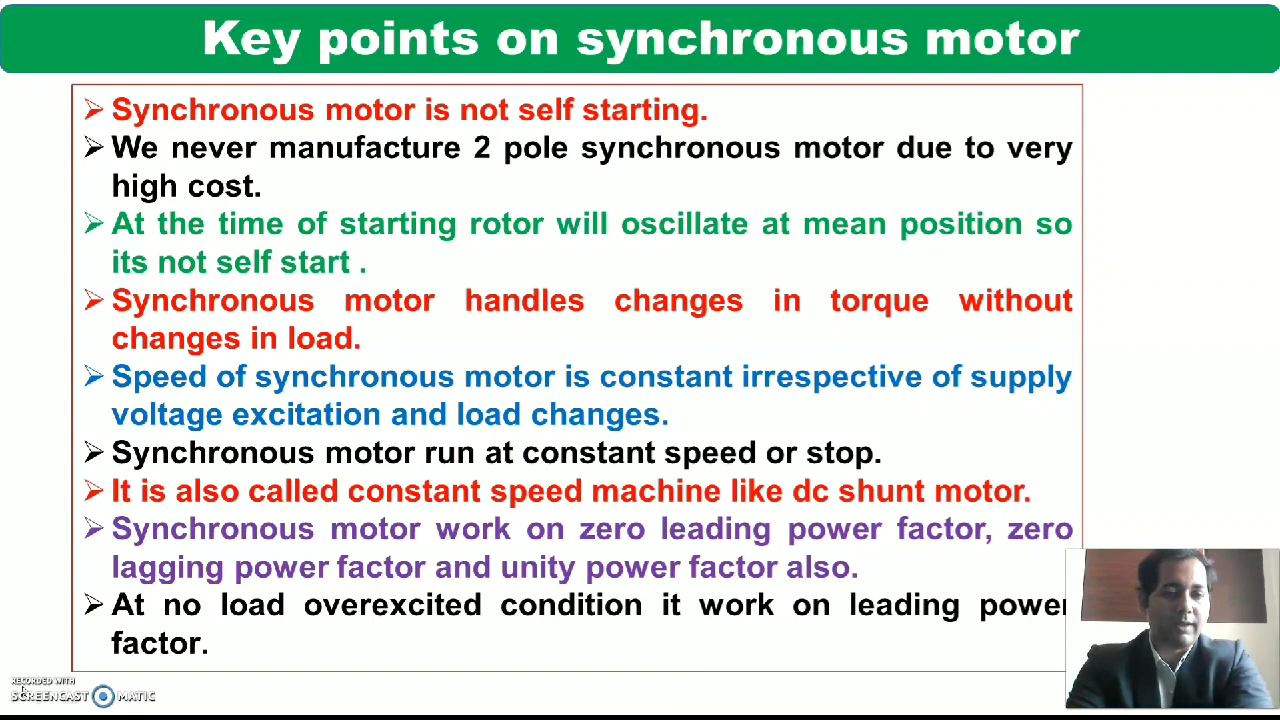 Key points on synchronous motor
Synchronous motor is not self starting.
We never manufacture 2 pole synchronous motor due to very
high cost.
At the time of starting rotor will oscillate at mean position so
its not self start .
Synchronous motor handles changes in torque without
changes in load.
Speed of synchronous motor is constant irrespective of supply
voltage excitation and load changes.
Synchronous motor run at constant speed or stop.
It is also called constant speed machine like dc shunt motor.
Synchronous motor work on zero leading power factor, zero
lagging power factor and unity power factor also.
At no load overexcited condition it work on leading power
factor.
RECORDED WITH
SCREENCAST MATIC